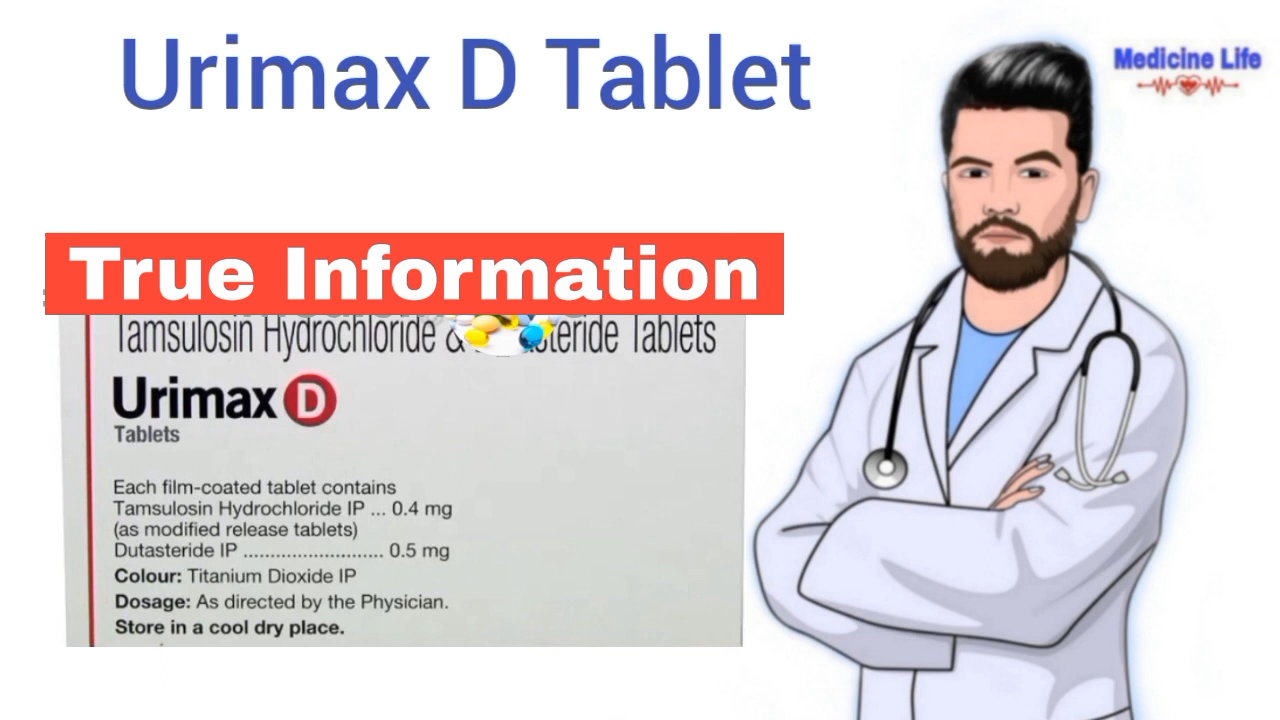 Urimax D Tablet
Medicine Life
True Information
Tamsulosin Hydrochloride & Tablets
Urimax D
Tablets
Each film-coated tablet contains
Tamsulosin Hydrochloride IP ... 0.4 mg
(as modified release tablets)
Dutasteride IP .......................... 0.5 mg
Colour: Titanium Dioxide IP
Dosage: As directed by the Physician.
Store in a cool dry place.